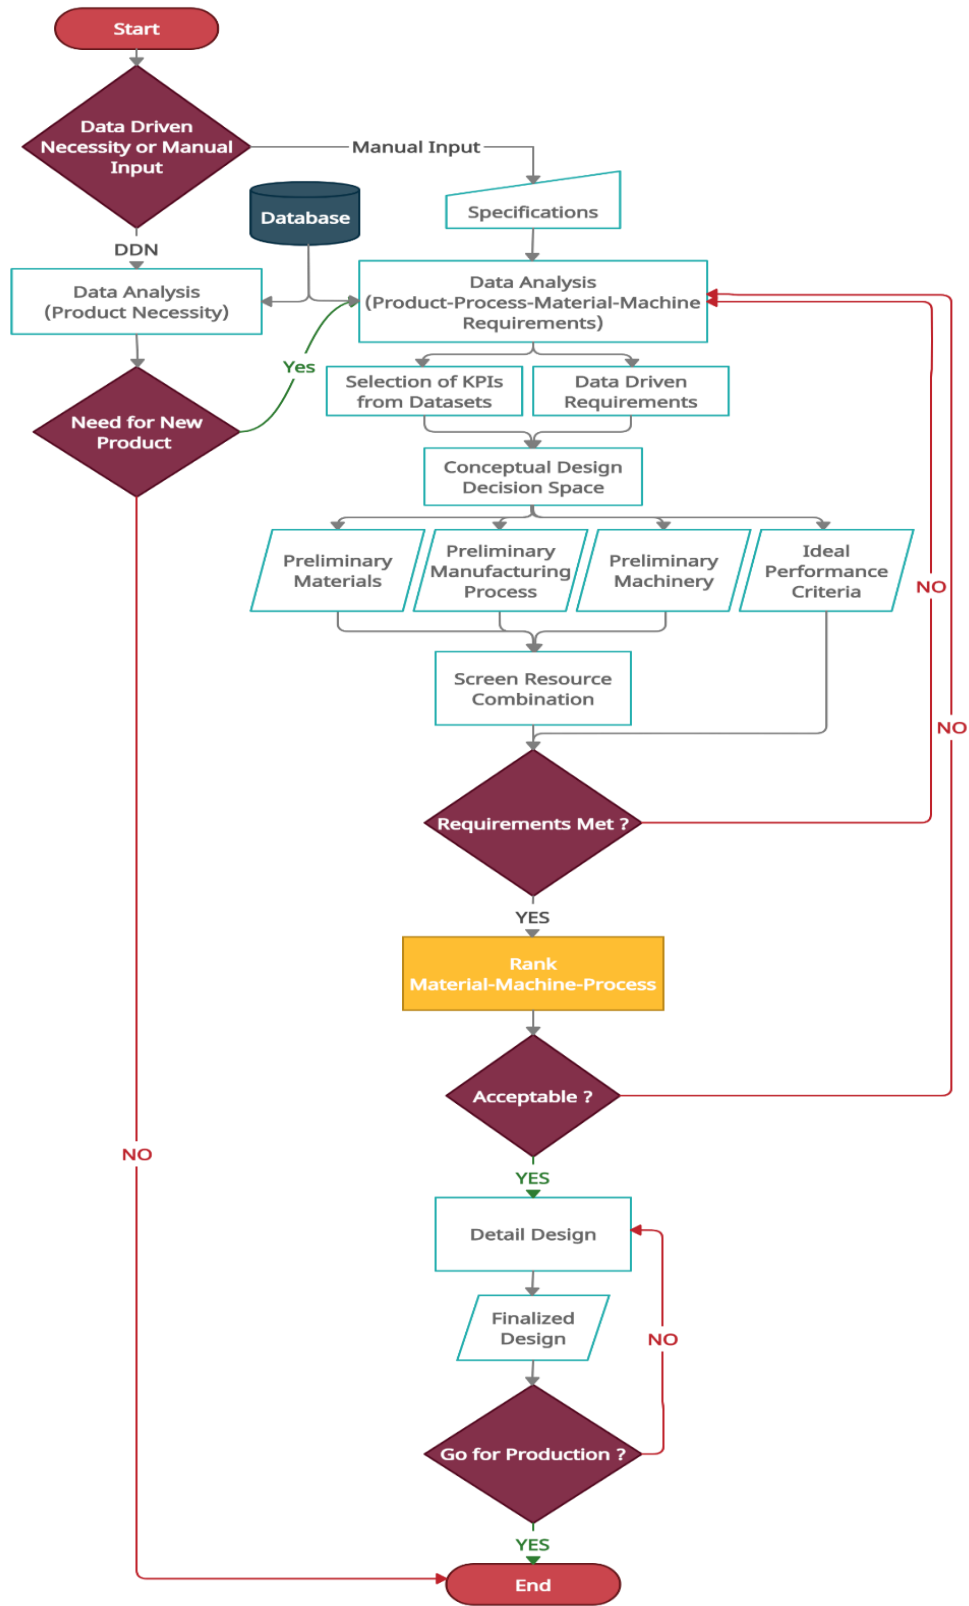 Start
Data Driven
Necessity or Manual
Input
Manual Input
Specifications
Database
DDN
Data Analysis
(Product Necessity)
Data Analysis
(Product-Process-Material-Machine
Requirements)
Yes
Need for New
Product
Selection of KPIs
from Datasets
Data Driven
Requirements
Conceptual Design
Decision Space
Preliminary
Materials
Preliminary
Manufacturing
Process
Preliminary
Machinery
Ideal
Performance
Criteria
NO
Screen Resource
Combination
NO
Requirements Met ?
YES
Rank
Material-Machine-Process
Acceptable ?
NO
YES
Detail Design
Finalized
Design
NO
Go for Production ?
YES
End